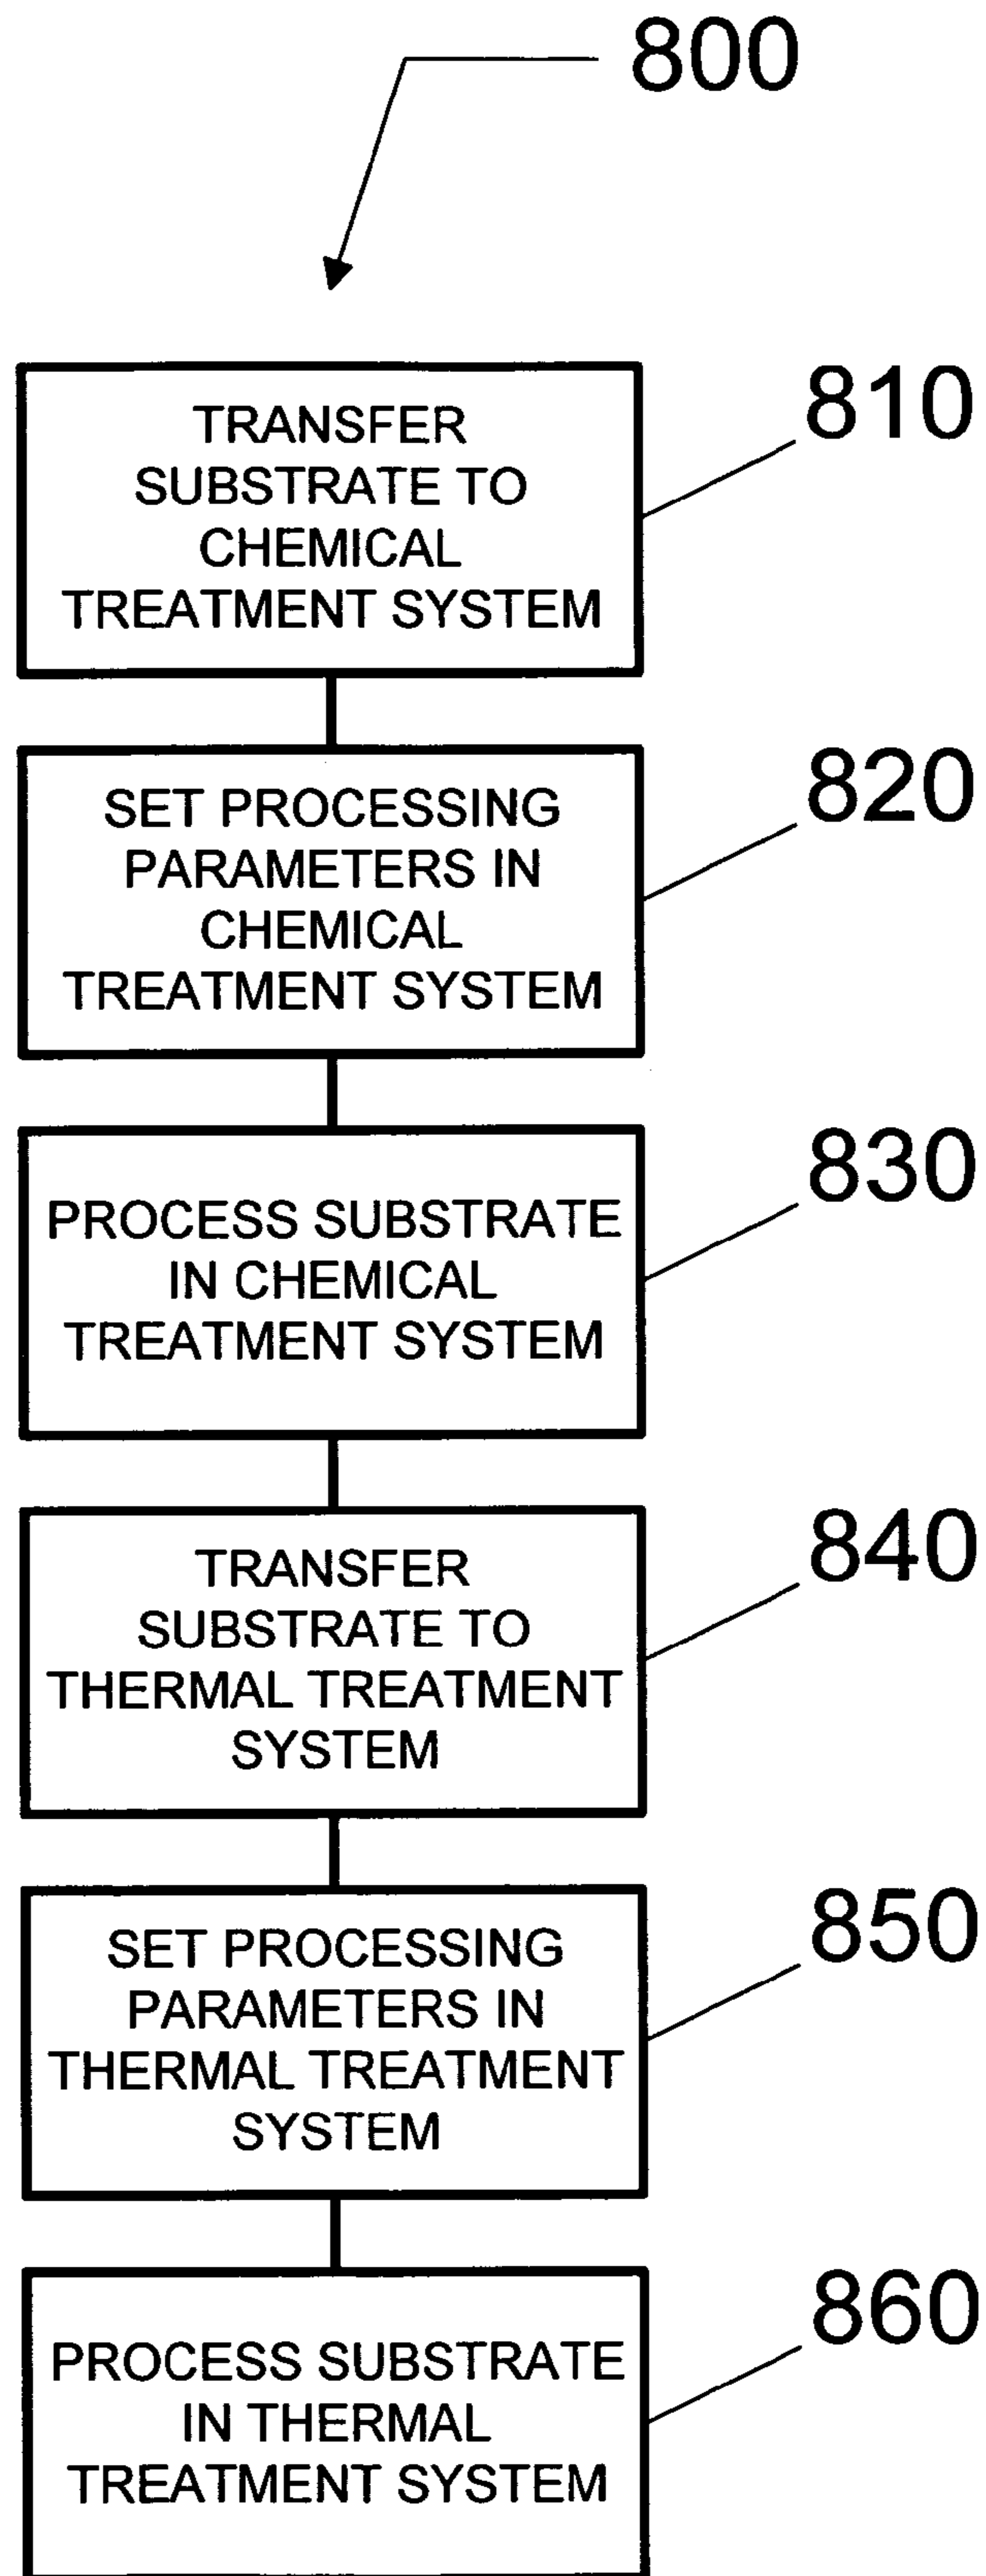 800
TRANSFER
SUBSTRATE TO
CHEMICAL
TREATMENT SYSTEM
810
SET PROCESSING
PARAMETERS IN
CHEMICAL
TREATMENT SYSTEM
820
PROCESS SUBSTRATE
IN CHEMICAL
TREATMENT SYSTEM
830
TRANSFER
SUBSTRATE TO
THERMAL TREATMENT
SYSTEM
840
SET PROCESSING
PARAMETERS IN
THERMAL TREATMENT
SYSTEM
850
PROCESS SUBSTRATE
IN THERMAL
TREATMENT SYSTEM
860